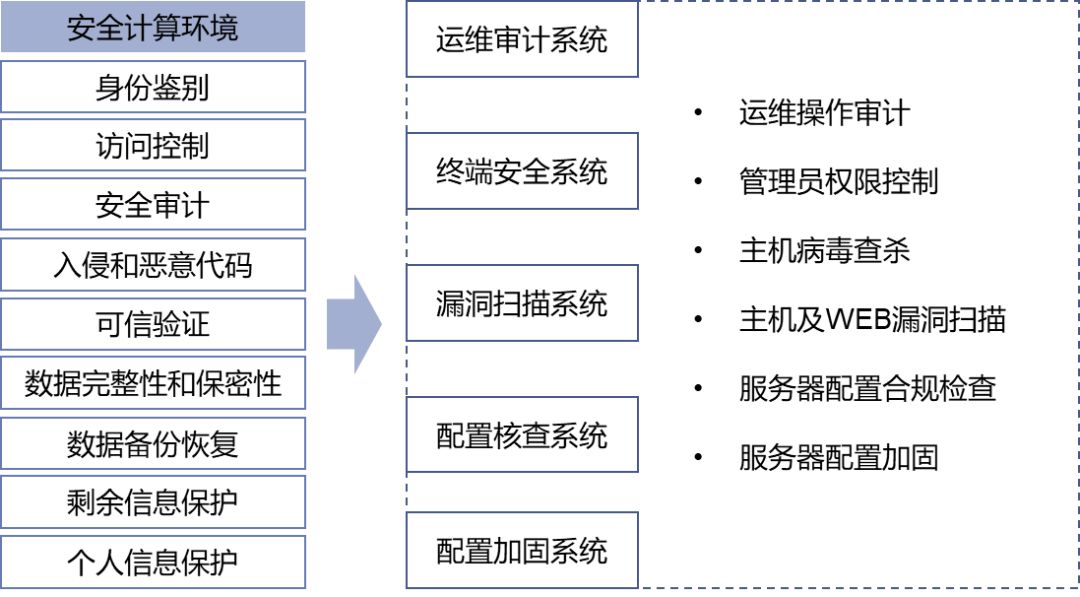 安全计算环境
身份鉴别
访问控制
安全审计
入侵和恶意代码
可信验证
数据完整性和保密性
数据备份恢复
剩余信息保护
个人信息保护
运维审计系统
终端安全系统
漏洞扫描系统
配置核查系统
配置加固系统
• 运维操作审计
• 管理员权限控制
• 主机病毒查杀
• 主机及WEB漏洞扫描
• 服务器配置合规检查
• 服务器配置加固